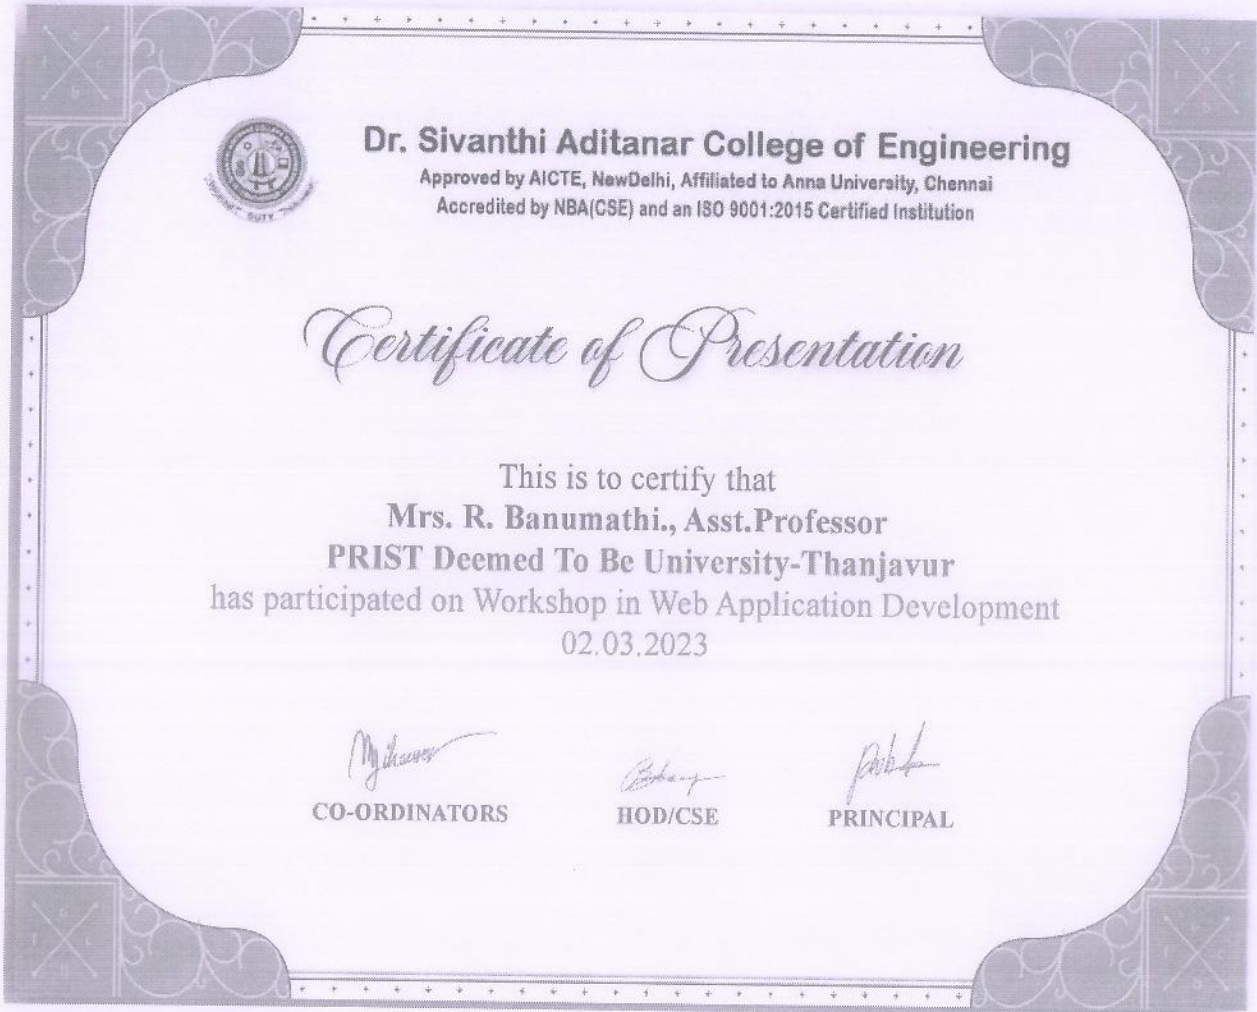 Dr. Sivanthi Aditanar College of Engineering
Approved by AICTE, NewDelhi, Affiliated to Anna University, Chennai
Accredited by NBA(CSE) and an ISO 9001:2015 Certified Institution
DUTY
Certificate of Presentation
This is to certify that
Mrs. R. Banumathi., Asst.Professor
PRIST Deemed To Be University-Thanjavur
has participated on Workshop in Web Application Development
02.03.2023
CO-ORDINATORS
HOD/CSE
PRINCIPAL